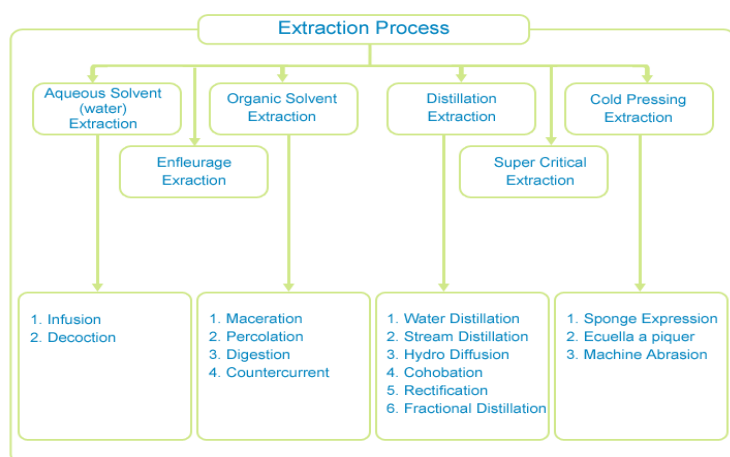 Extraction Process
Aqueous Solvent
(water)
Extraction
Organic Solvent
Extraction
Distillation
Extraction
Cold Pressing
Extraction
Enfleurage
Exraction
Super Critical
Extraction
1. Infusion
2. Decoction
1. Maceration
2. Percolation
3. Digestion
4. Countercurrent
1. Water Distillation
2. Stream Distillation
3. Hydro Diffusion
4. Cohobation
5. Rectification
6. Fractional Distillation
1. Sponge Expression
2. Ecuella a piquer
3. Machine Abrasion